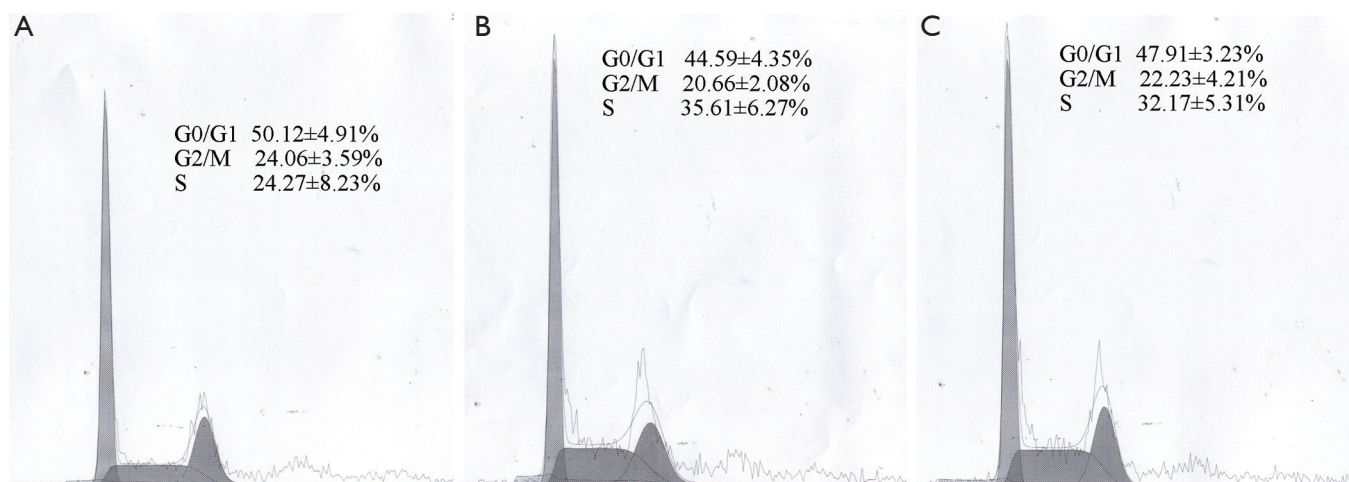 A
G0/G1 50.12±4.91%
G2/M 24.06±3.59%
S 24.27±8.23%
B
G0/G1 44.59±4.35%
G2/M 20.66±2.08%
S 35.61±6.27%
C
G0/G1 47.91±3.23%
G2/M 22.23±4.21%
S 32.17±5.31%